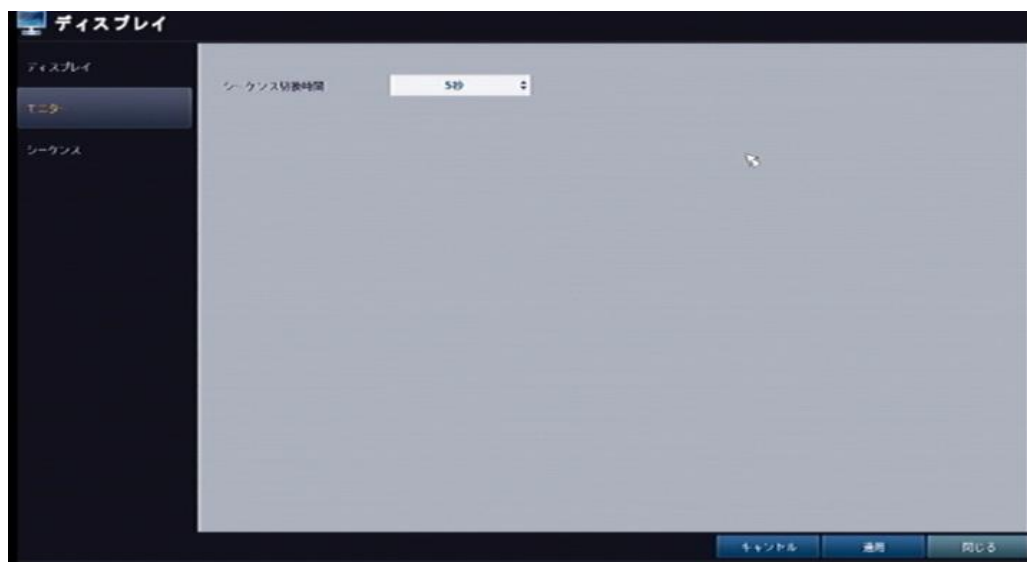 ディスプレイ
ディスプレイ
モニター
シーケンス
シーケンス切換時間
5秒
キャンセル
適用
閉じる